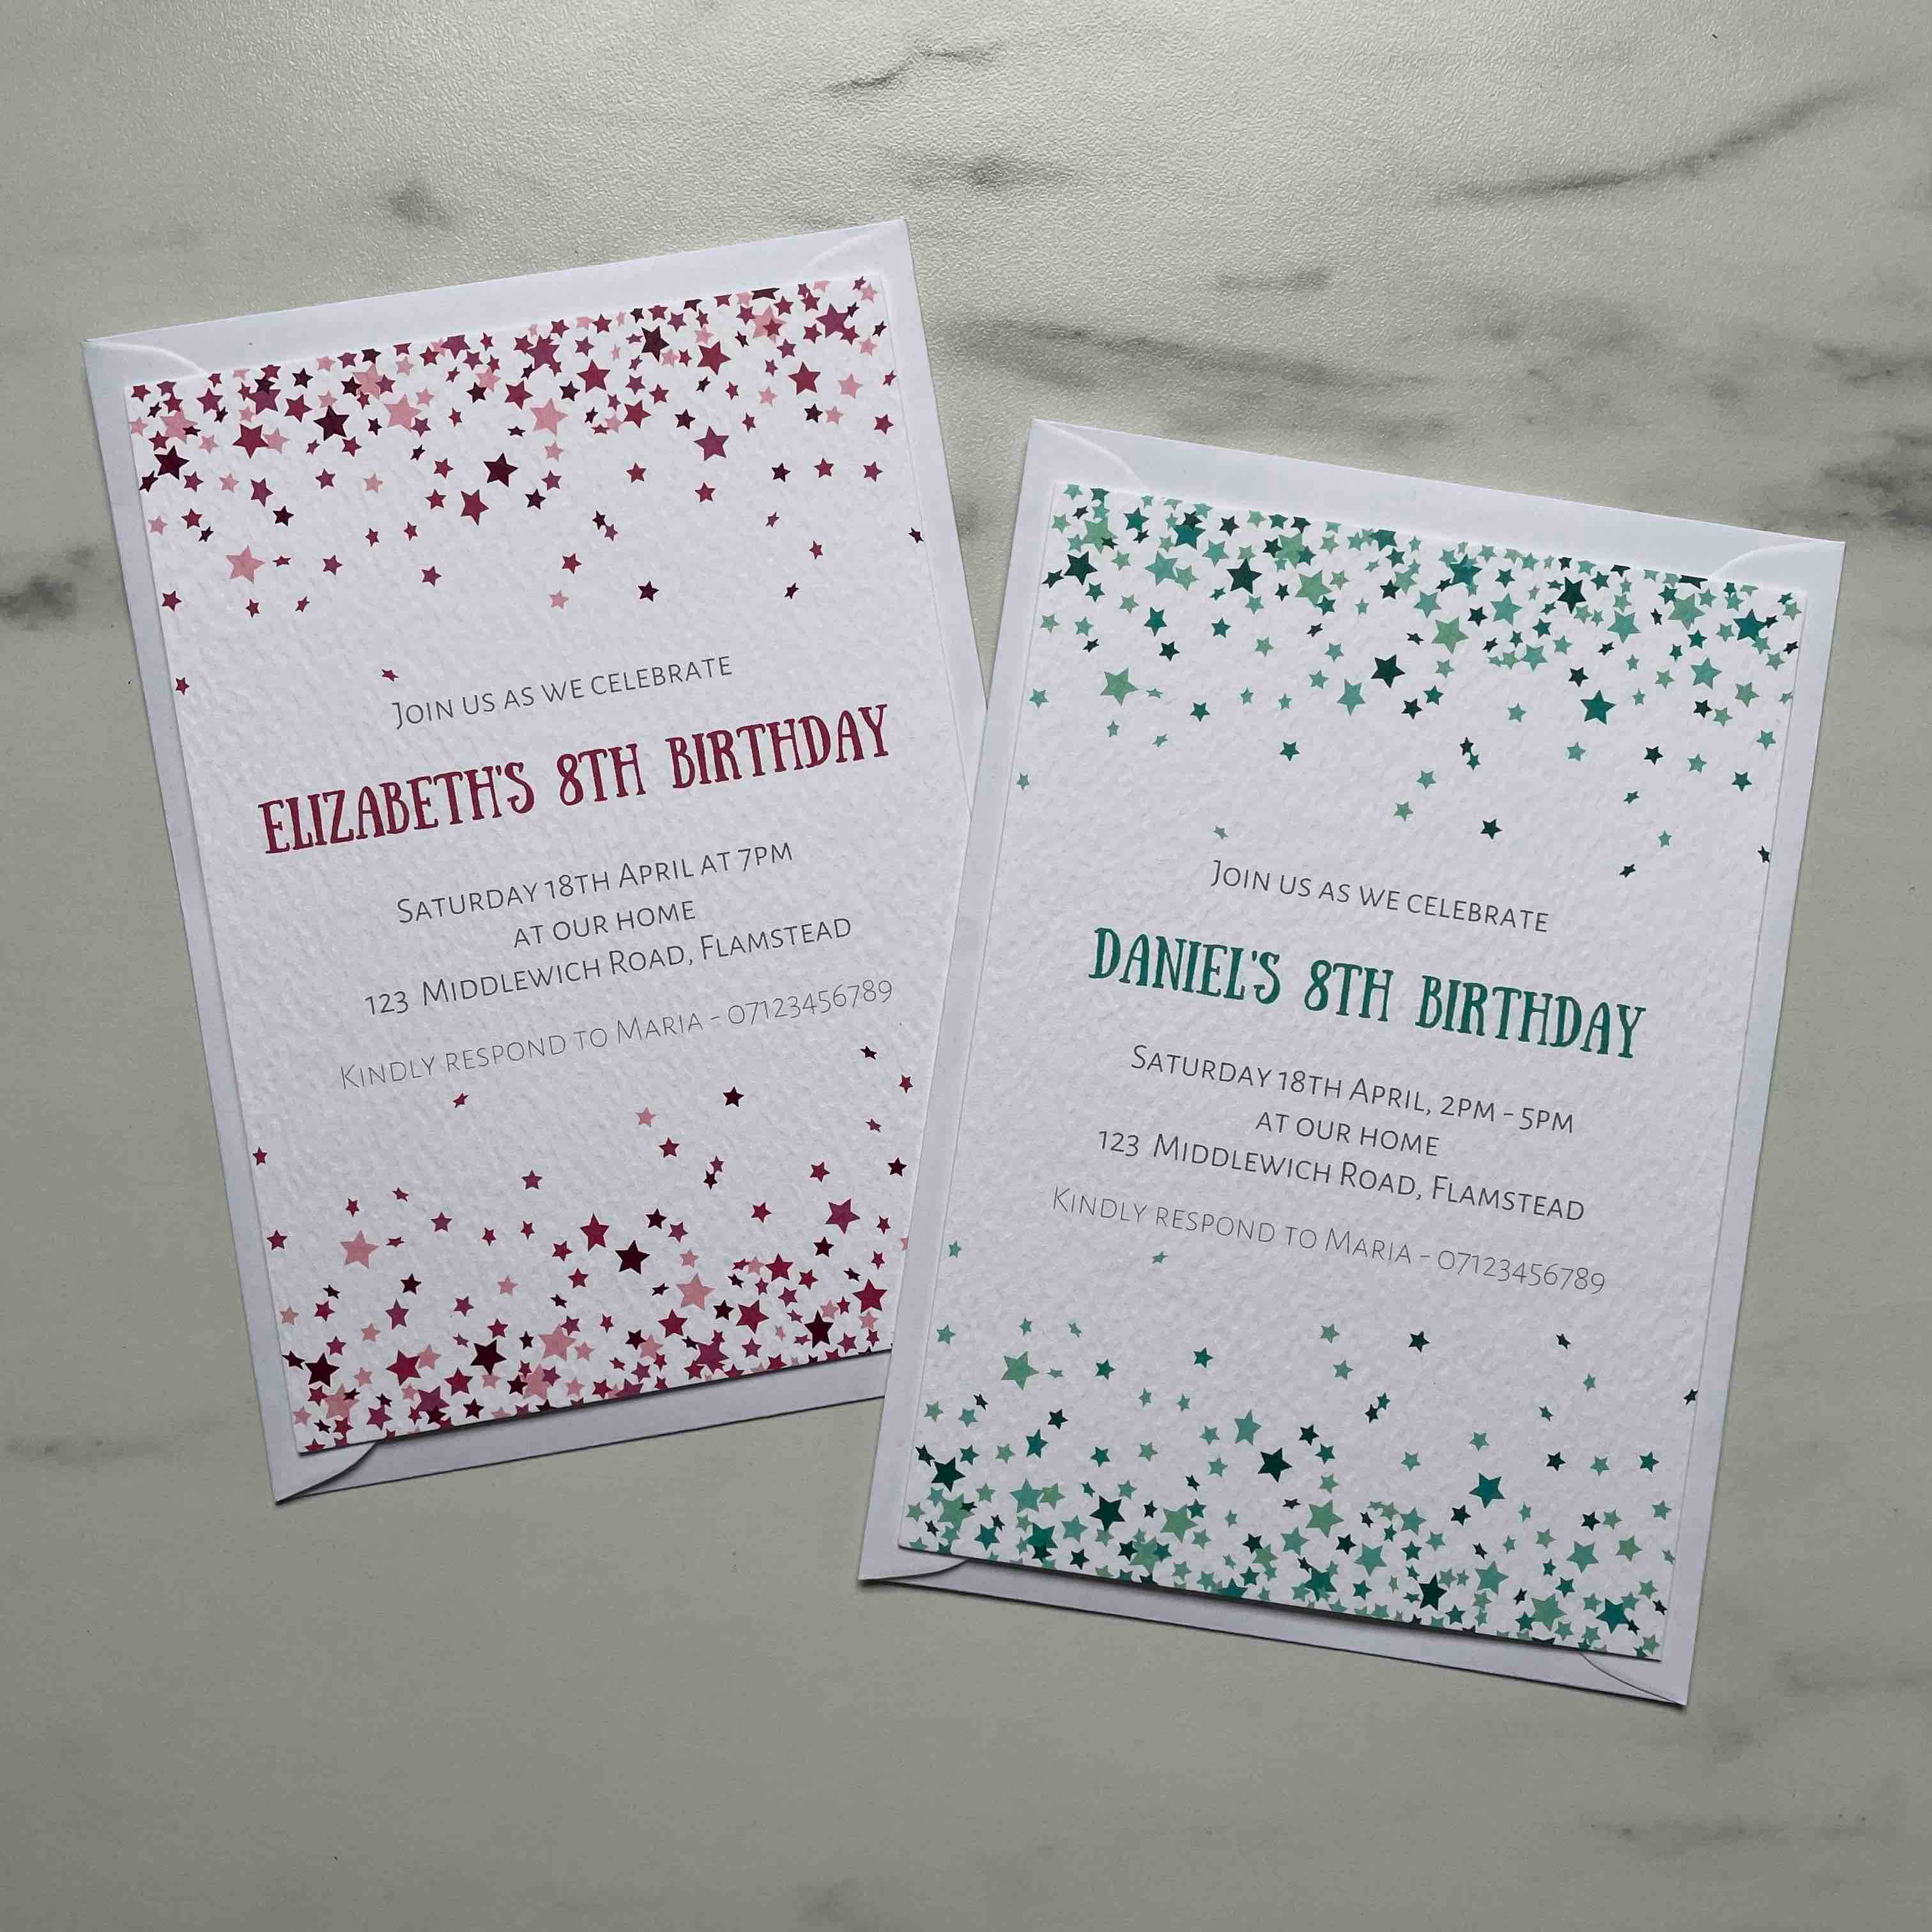 Join us as we celebrate
Elizabeth's 8th Birthday
Saturday 18th April at 7pm
at our home
123 Middlewich Road, Flamstead
Kindly respond to Maria - 07123456789
Join us as we celebrate
Daniel's 8th Birthday
Saturday 18th April, 2pm - 5pm
at our home
123 Middlewich Road, Flamstead
Kindly respond to Maria - 07123456789